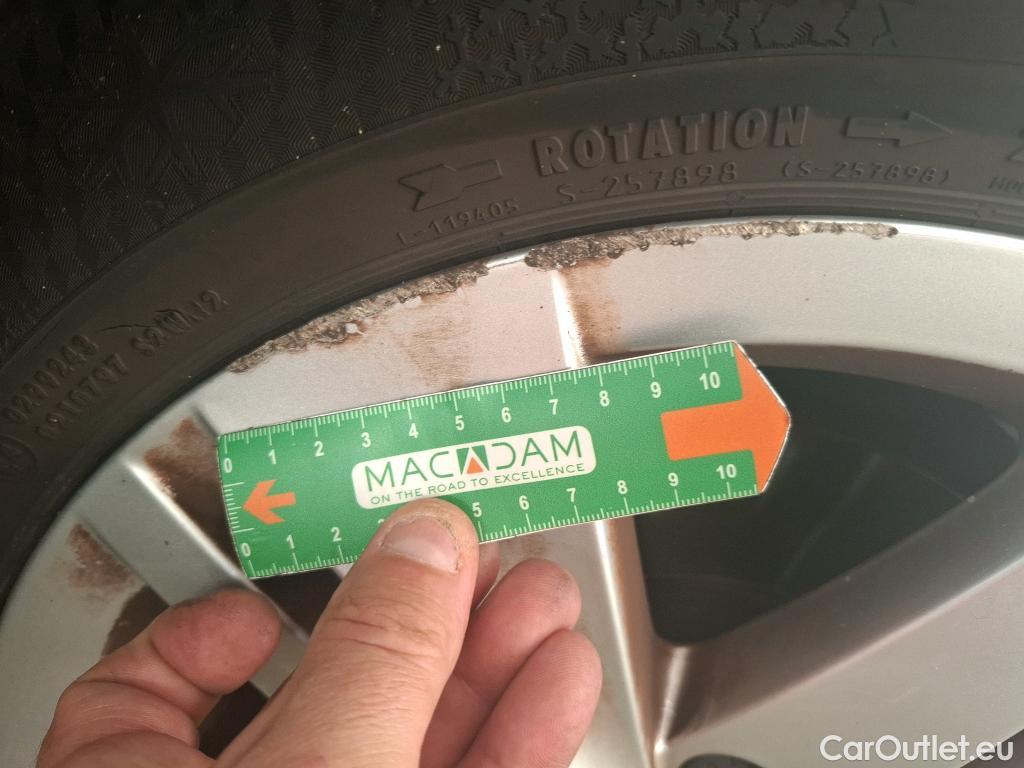 ROTATION
L-119405 S-257898 (S-257898)
0 1 2 3 4 5 6 7 8 9 10
MACADAM
ON THE ROAD TO EXCELLENCE
0 1 2 3 5 6 7 8 9 10
CarOutlet.eu